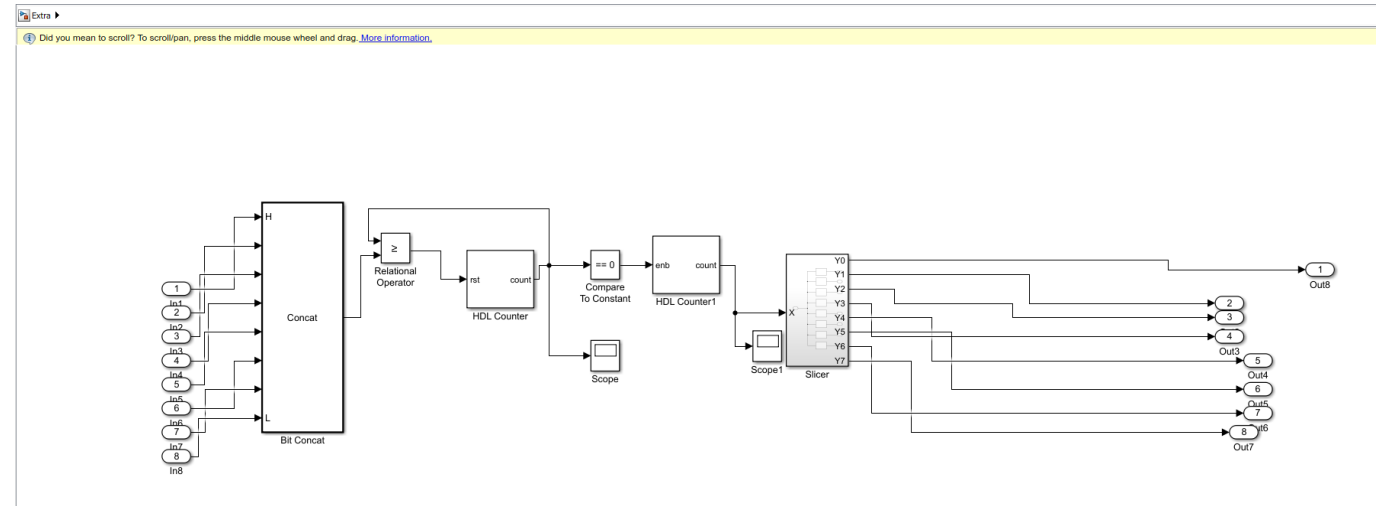 Extra
Did you mean to scroll? To scroll/pan, press the middle mouse wheel and drag. More information.
1
In1
2
In2
3
In3
4
In4
5
In5
6
In6
7
In7
8
In8
H
Concat
L
Bit Concat
≥
Relational
Operator
rst count
HDL Counter
== 0
Compare
To Constant
Scope
enb count
HDL Counter1
Scope1
X
Y0
Y1
Y2
Y3
Y4
Y5
Y6
Y7
Slicer
1
Out8
2
3
4
Out3
5
Out4
6
Out5
7
Out6
8
Out7